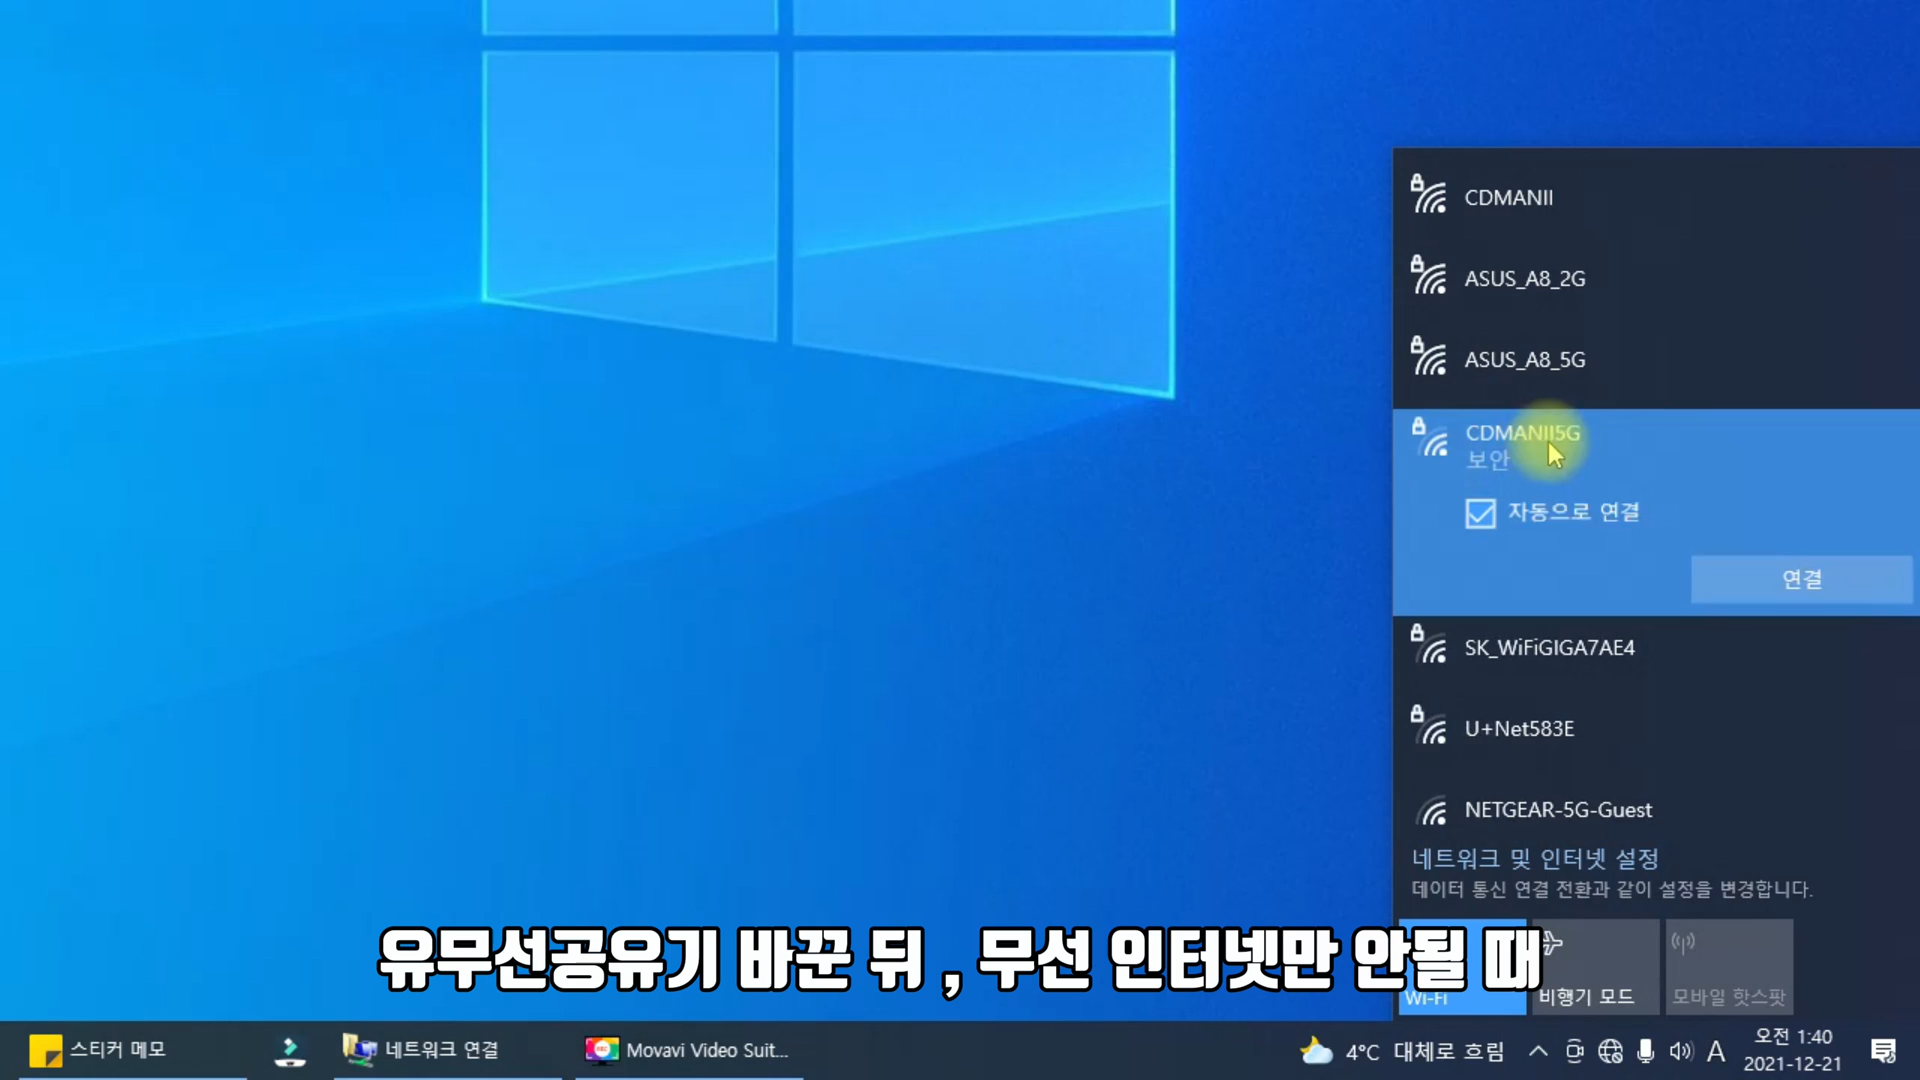 CDMANII
ASUS_A8_2G
ASUS_A8_5G
CDMANII5G
보안
자동으로 연결
연결
SK_WiFiGIGA7AE4
U+Net583E
NETGEAR-5G-Guest
네트워크 및 인터넷 설정
데이터 통신 연결 전환과 같이 설정을 변경합니다.
유무선공유기 바꾼 뒤 , 무선 인터넷만 안될 때
Wi-Fi
비행기 모드
모바일 핫스팟
스티커 메모
네트워크 연결
Movavi Video Suit...
4°C 대체로 흐림
A
오전 1:40
2021-12-21